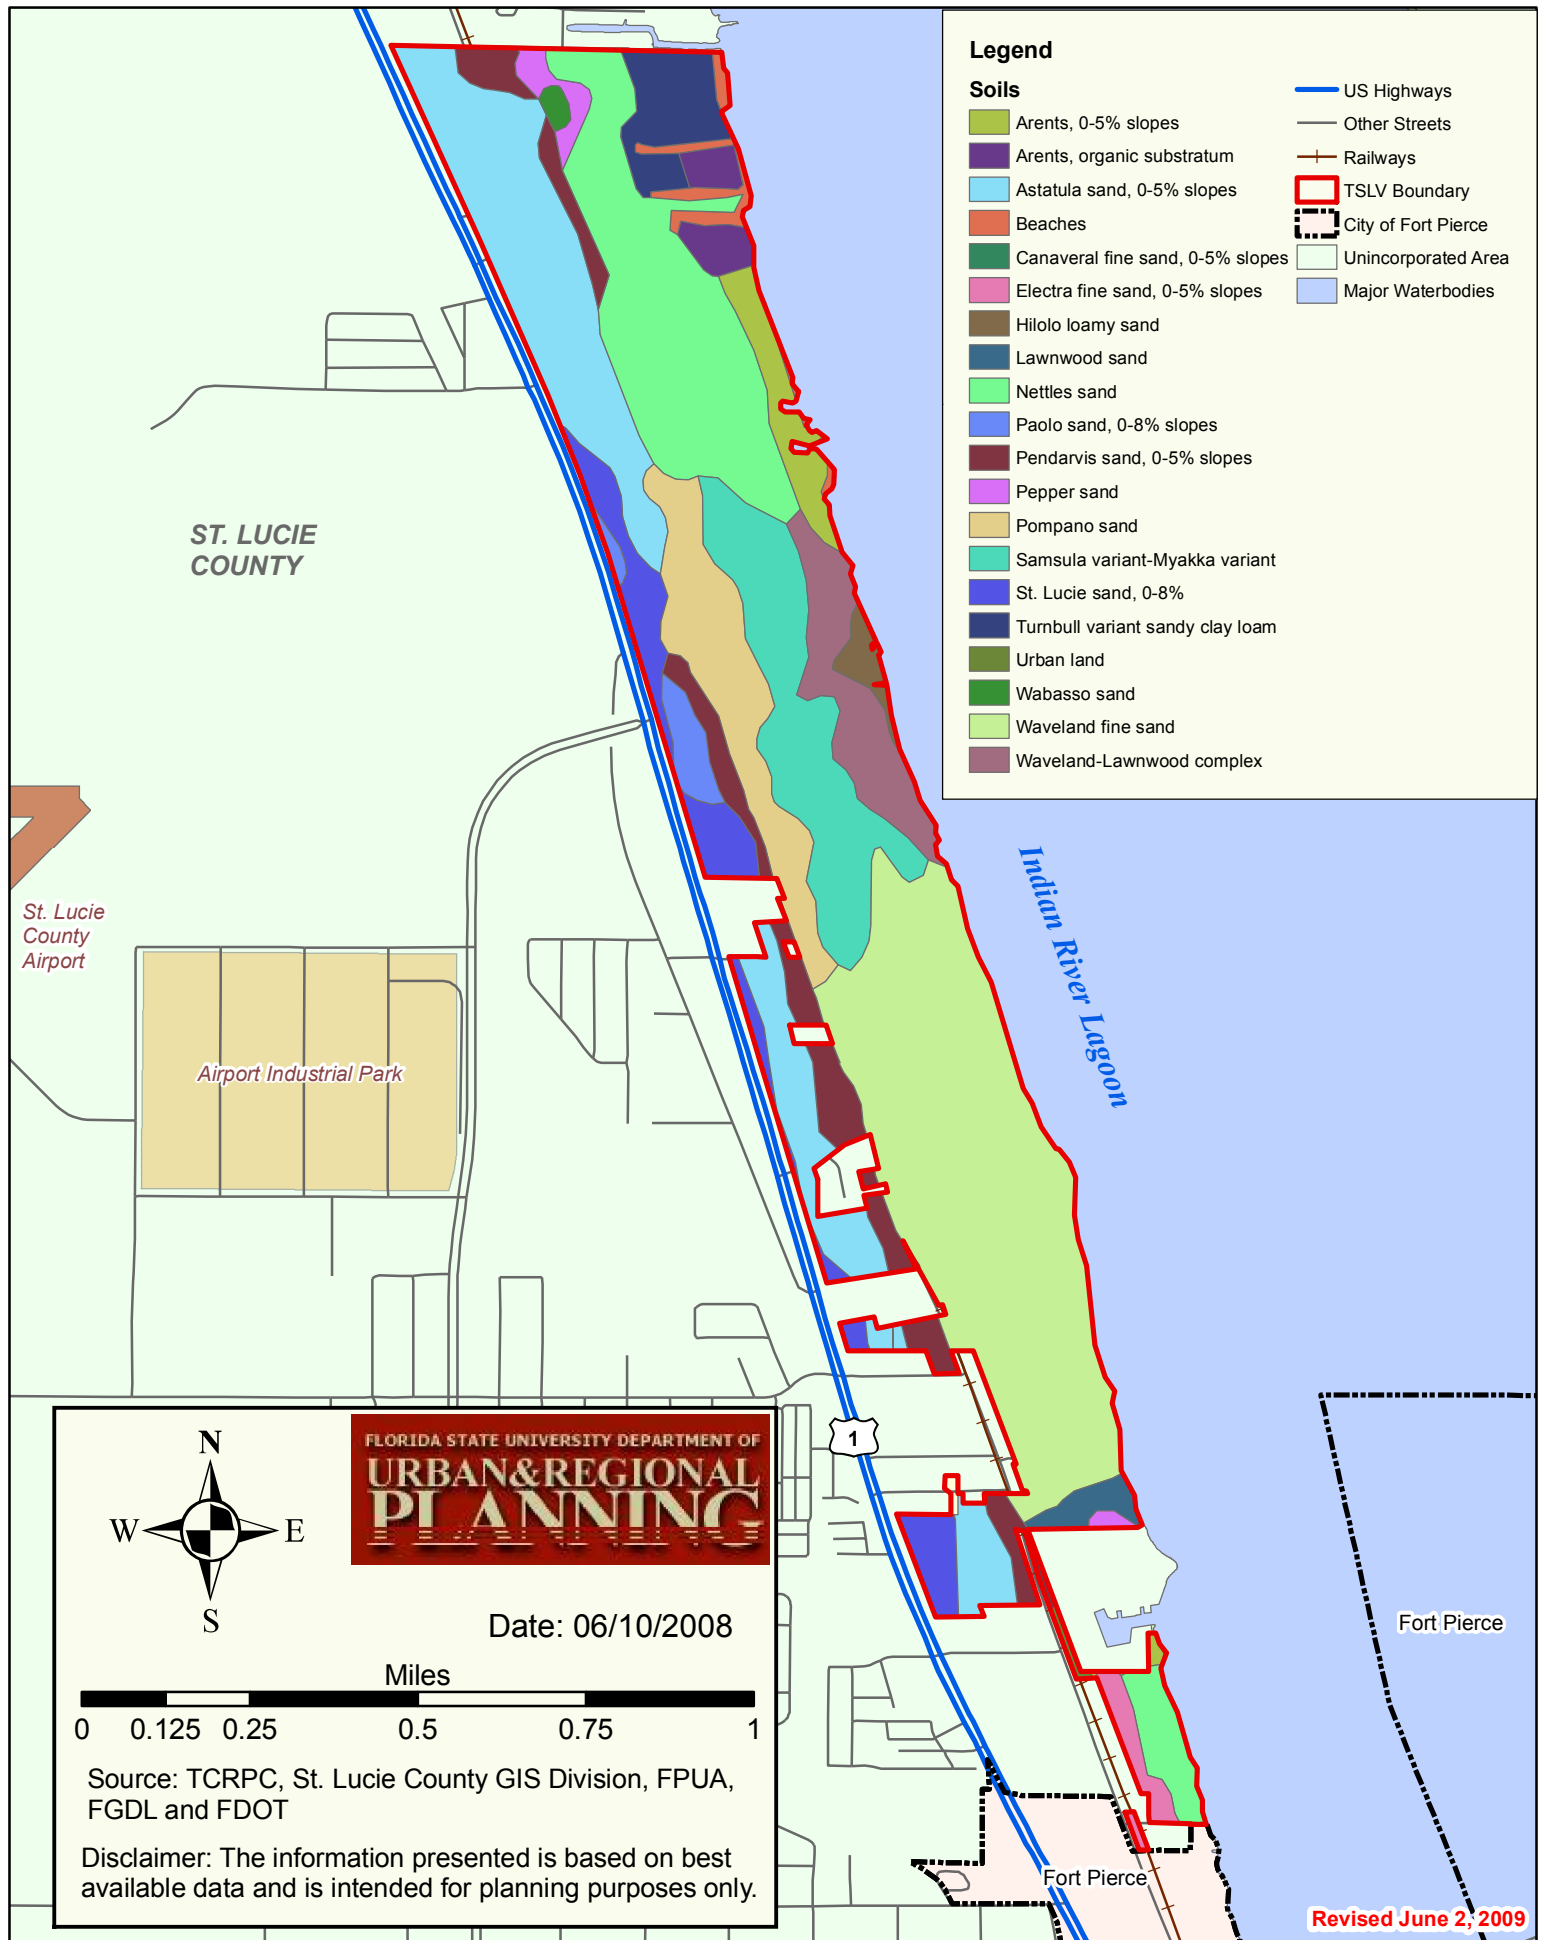 Legend
Soils
Arents, 0-5% slopes
Arents, organic substratum
Astatula sand, 0-5% slopes
Beaches
Canaveral fine sand, 0-5% slopes
Electra fine sand, 0-5% slopes
Hilolo loamy sand
Lawnwood sand
Nettles sand
Paolo sand, 0-8% slopes
Pendarvis sand, 0-5% slopes
Pepper sand
Pompano sand
Samsula variant-Myakka variant
St. Lucie sand, 0-8%
Turnbull variant sandy clay loam
Urban land
Wabasso sand
Waveland fine sand
Waveland-Lawnwood complex
US Highways
Other Streets
Railways
TSLV Boundary
City of Fort Pierce
Unincorporated Area
Major Waterbodies
ST. LUCIE
COUNTY
St. Lucie
County
Airport
Airport Industrial Park
Indian River Lagoon
1
Fort Pierce
Fort Pierce
N
W
E
S
FLORIDA STATE UNIVERSITY DEPARTMENT OF
URBAN&REGIONAL
PLANNING
Date: 06/10/2008
Miles
0 0.125 0.25 0.5 0.75 1
Source: TCRPC, St. Lucie County GIS Division, FPUA,
FGDL and FDOT
Disclaimer: The information presented is based on best
available data and is intended for planning purposes only.
Revised June 2, 2009